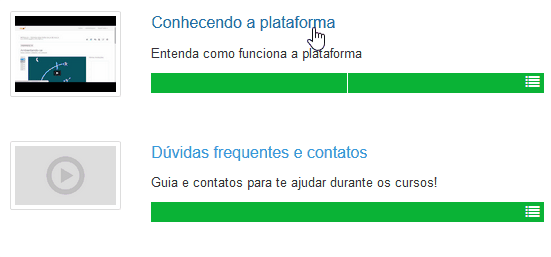 Conhecendo a plataforma
Entenda como funciona a plataforma
Dúvidas frequentes e contatos
Guia e contatos para te ajudar durante os cursos!